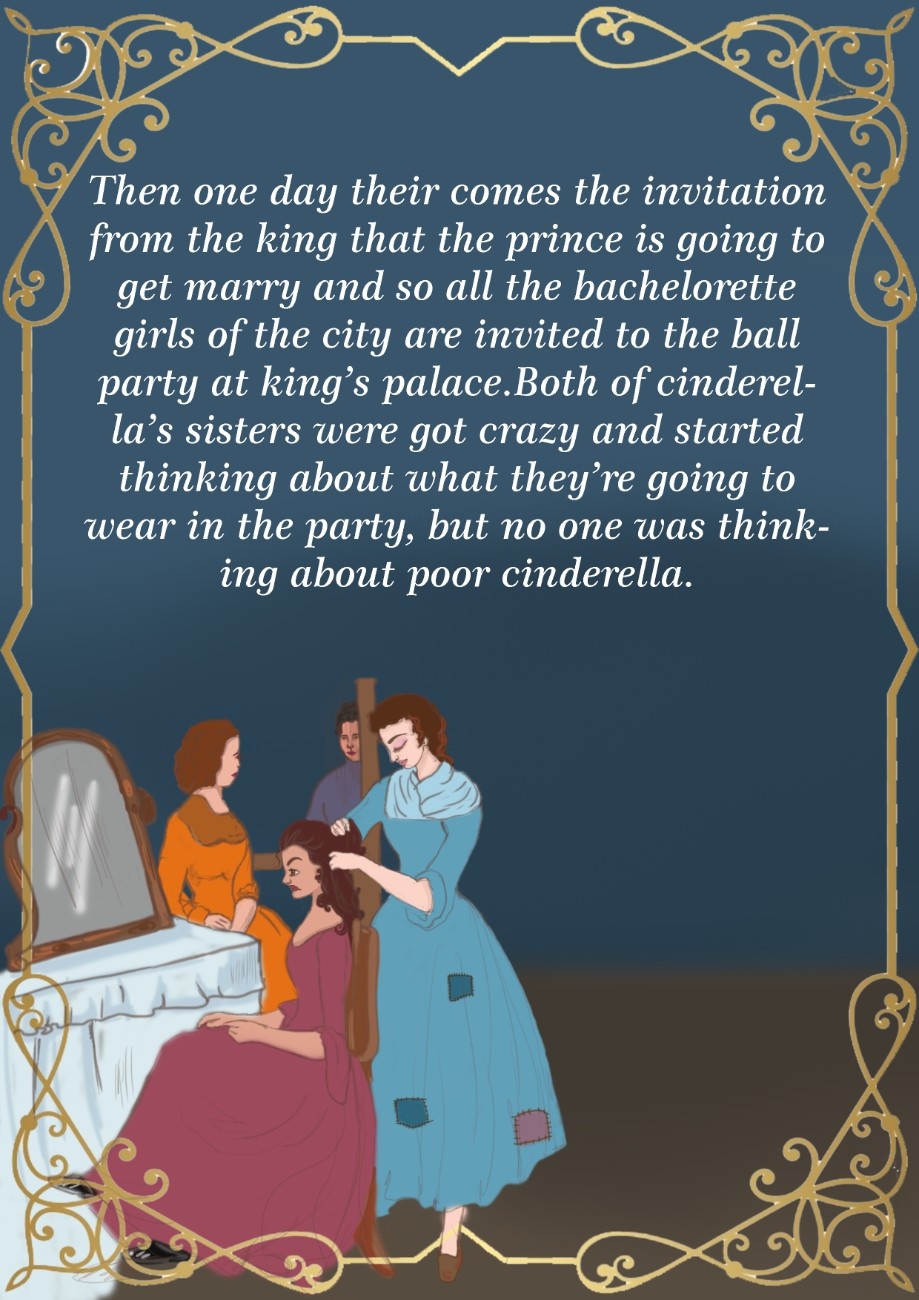 Then one day their comes the invitation
from the king that the prince is going to
get marry and so all the bachelorette
girls of the city are invited to the ball
party at king’s palace.Both of cinderel-
la’s sisters were got crazy and started
thinking about what they’re going to
wear in the party, but no one was think-
ing about poor cinderella.